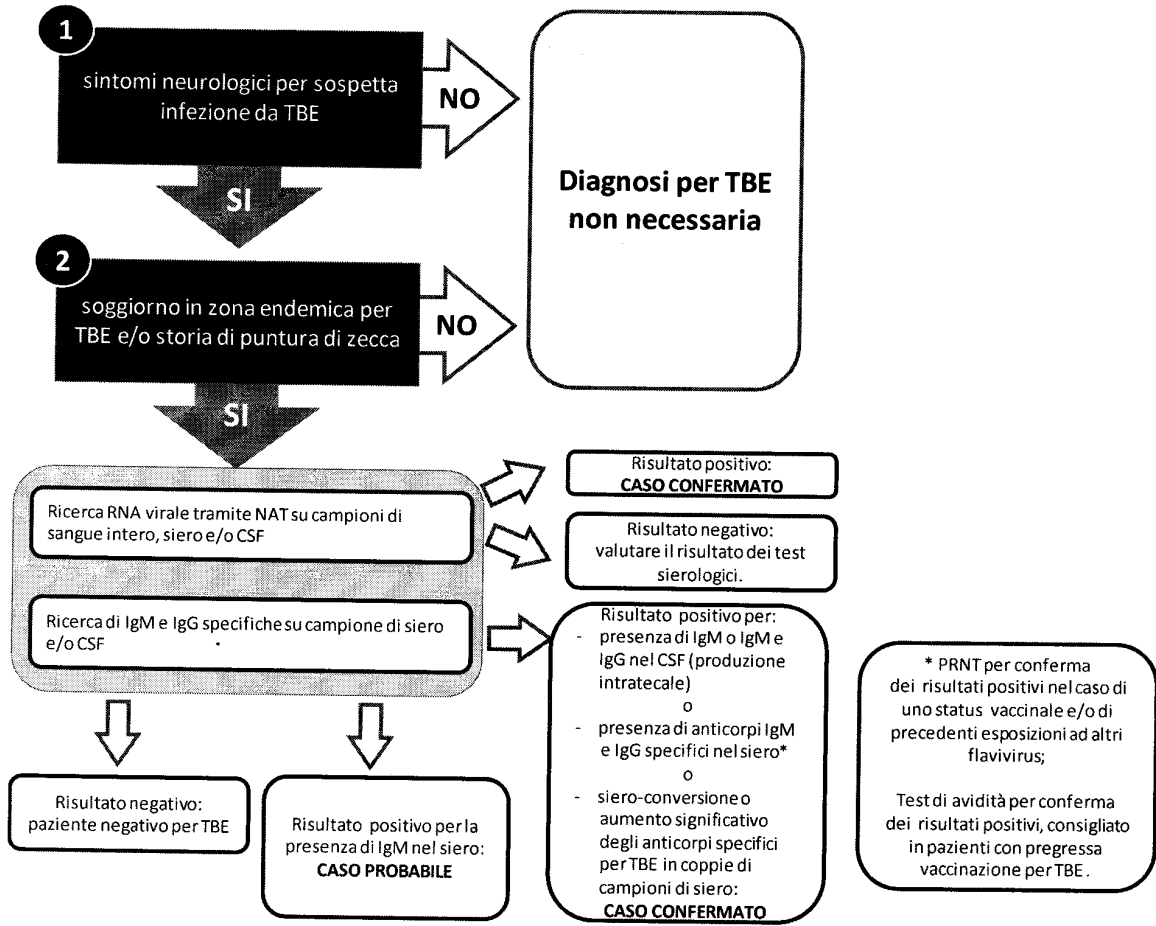 1
sintomi neurologici per sospetta
infezione da TBE
NO
SI
Diagnosi per TBE
non necessaria
2
soggiorno in zona endemica per
TBE e/o storia di puntura di zecca
NO
SI
Ricerca RNA virale tramite NAT su campioni di
sangue intero, siero e/o CSF
Risultato positivo:
CASO CONFERMATO
Risultato negativo:
valutare il risultato dei test
sierologici.
Ricerca di IgM e IgG specifiche su campione di siero
e/o CSF
Risultato positivo per:
- presenza di IgM o IgM e
IgG nel CSF (produzione
intratecale)
o
- presenza di anticorpi IgM
e IgG specifici nel siero*
o
- siero-conversione o
aumento significativo
degli anticorpi specifici
per TBE in coppie di
campioni di siero:
CASO CONFERMATO
* PRNT per conferma
dei risultati positivi nel caso di
uno status vaccinale e/o di
precedenti esposizioni ad altri
flavivirus;
Test di avidità per conferma
dei risultati positivi, consigliato
in pazienti con pregressa
vaccinazione per TBE.
Risultato negativo:
paziente negativo per TBE
Risultato positivo per la
presenza di IgM nel siero:
CASO PROBABILE